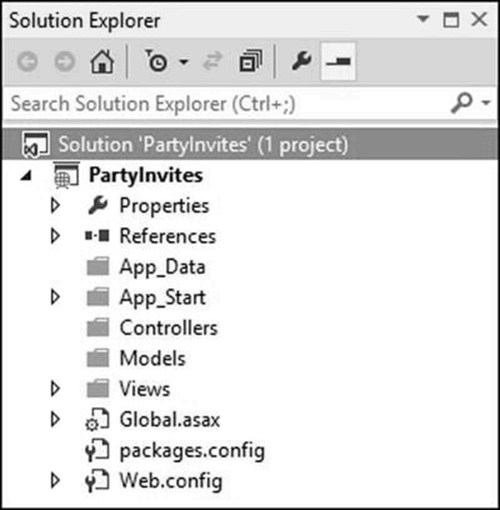 Solution Explorer
Search Solution Explorer (Ctrl+;)
Solution 'PartyInvites' (1 project)
PartyInvites
Properties
References
App_Data
App_Start
Controllers
Models
Views
Global.asax
packages.config
Web.config